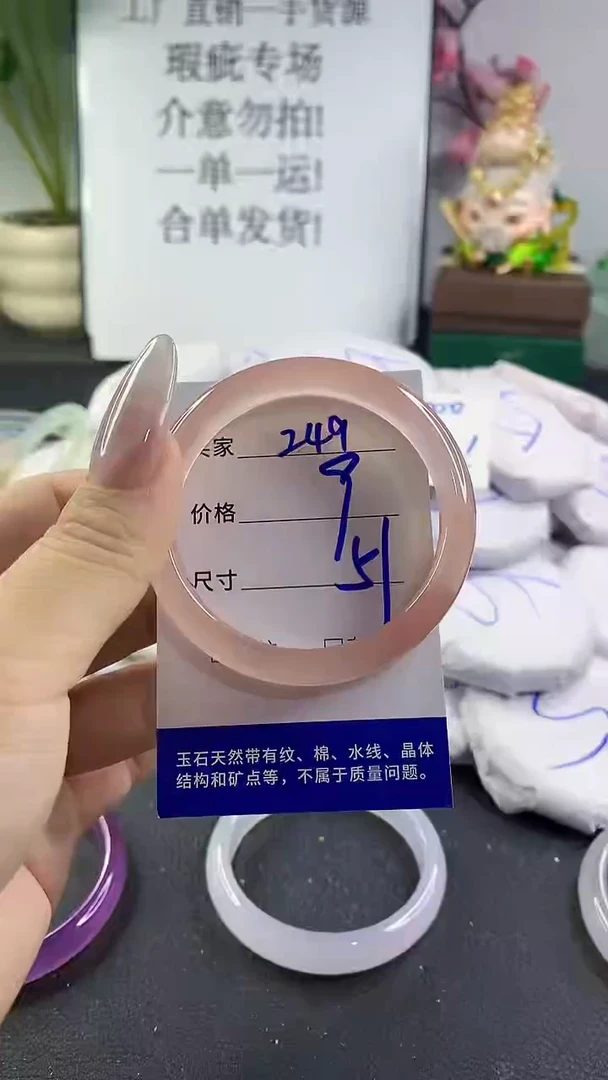 工厂直销一手货源
瑕疵专场
介意勿拍!
一单一运!
合单发货!
家 249
价格
尺寸 51
玉石天然带有纹、棉、水线、晶体
结构和矿点等，不属于质量问题。